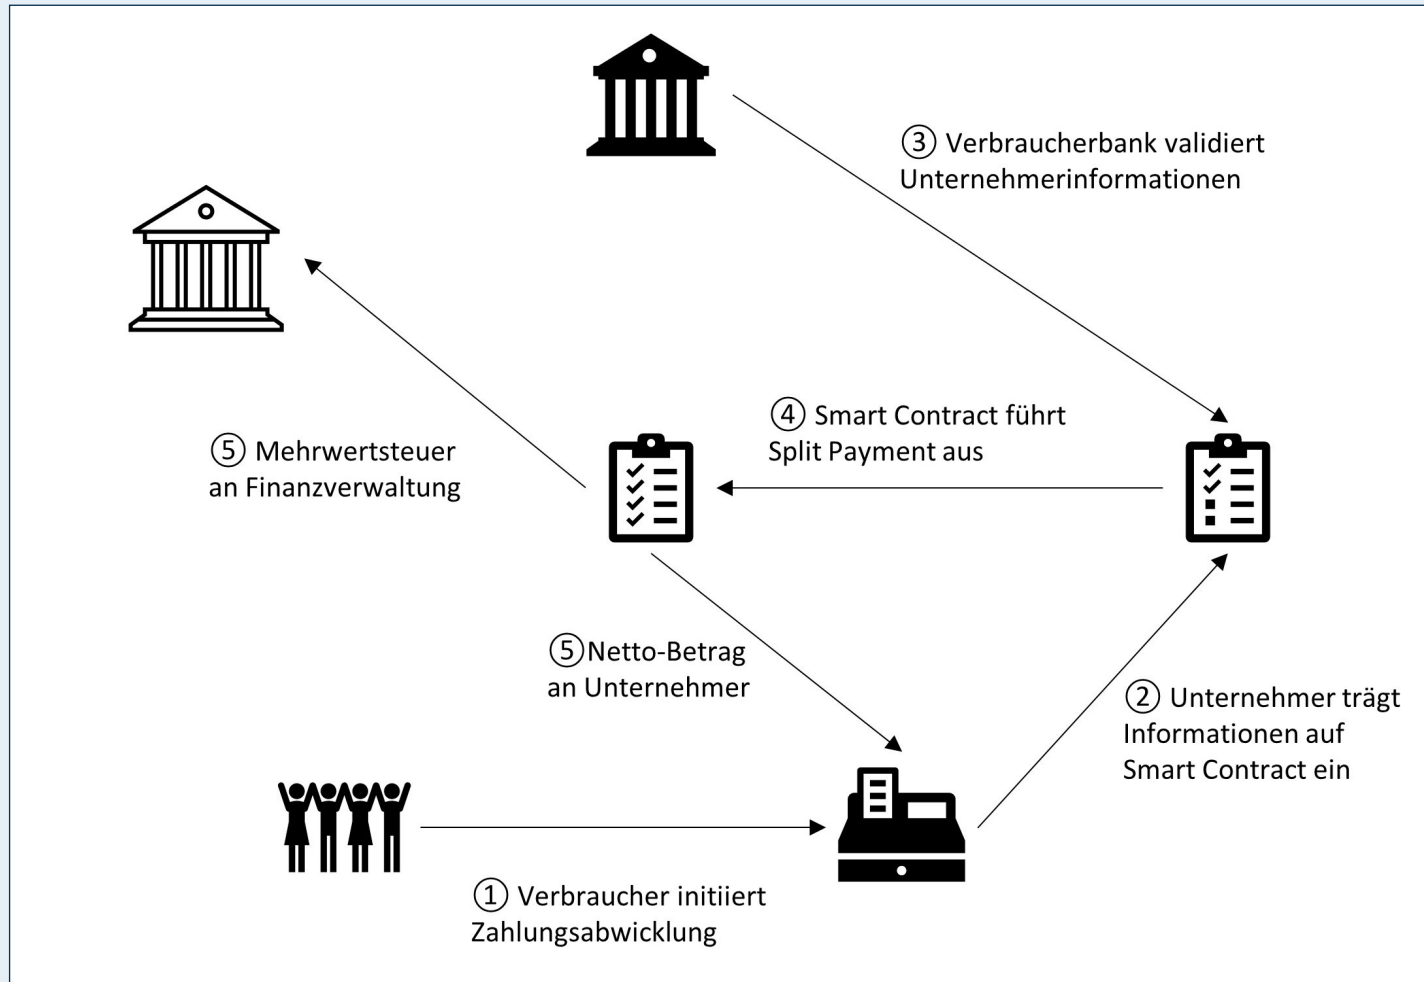 ③ Verbraucherbank validiert
Unternehmerinformationen
④ Smart Contract führt
Split Payment aus
⑤ Mehrwertsteuer
an Finanzverwaltung
⑤Netto-Betrag
an Unternehmer
② Unternehmer trägt
Informationen auf
Smart Contract ein
① Verbraucher initiiert
Zahlungsabwicklung